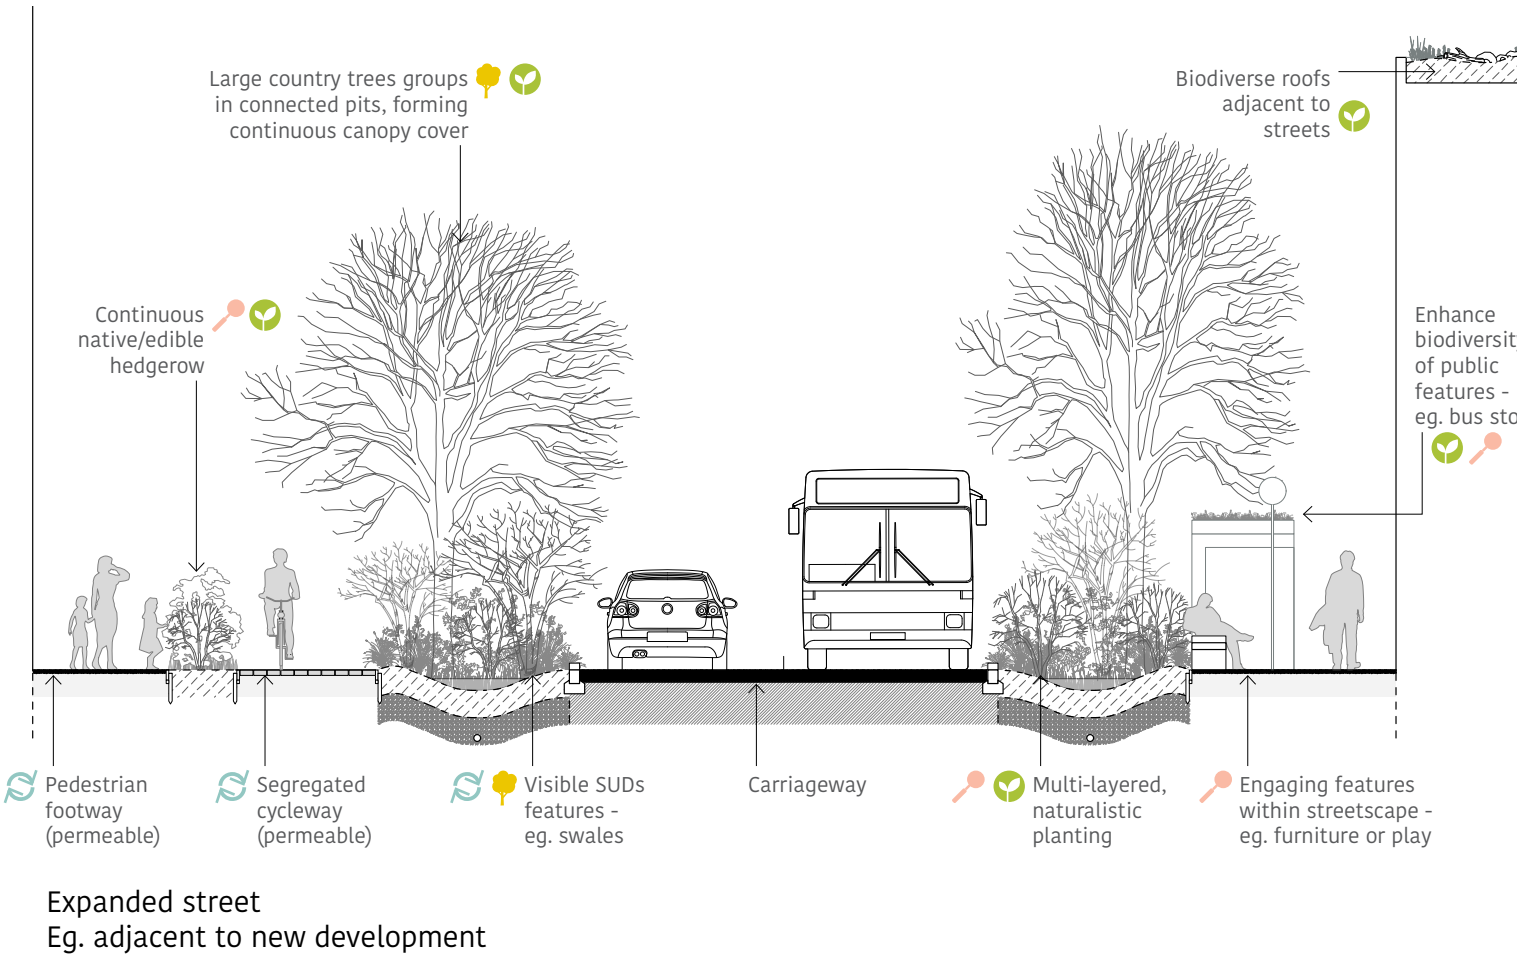 Large country trees groups
in connected pits, forming
continuous canopy cover
Biodiverse roofs
adjacent to
streets
Continuous
native/edible
hedgerow
Enhance
of public
features -
eg. bus
Pedestrian
footway
(permeable)
Segregated
cycleway
(permeable)
Visible SUDs
features -
eg. swales
Carriageway
Multi-layered,
naturalistic
planting
Engaging features
within streetscape -
eg. furniture or play
Expanded street
Eg. adjacent to new development